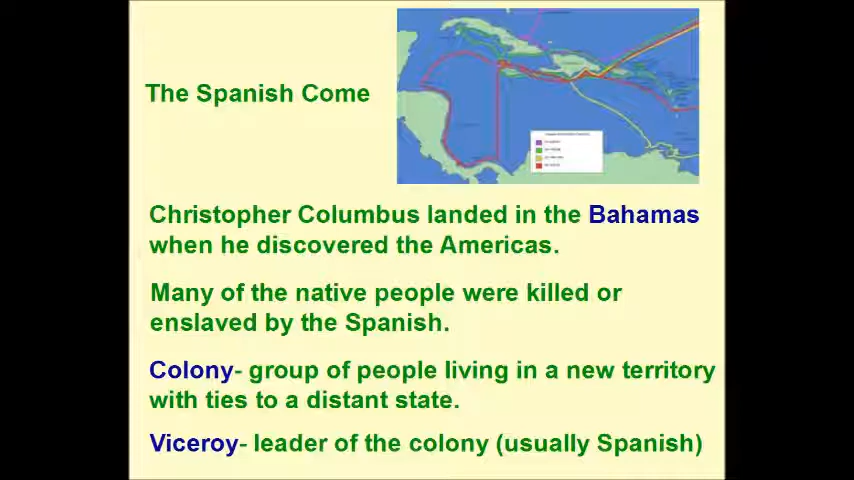 The Spanish Come
Christopher Columbus landed in the Bahamas
when he discovered the Americas.
Many of the native people were killed or
enslaved by the Spanish.
Colony- group of people living in a new territory
with ties to a distant state.
Viceroy- leader of the colony (usually Spanish)